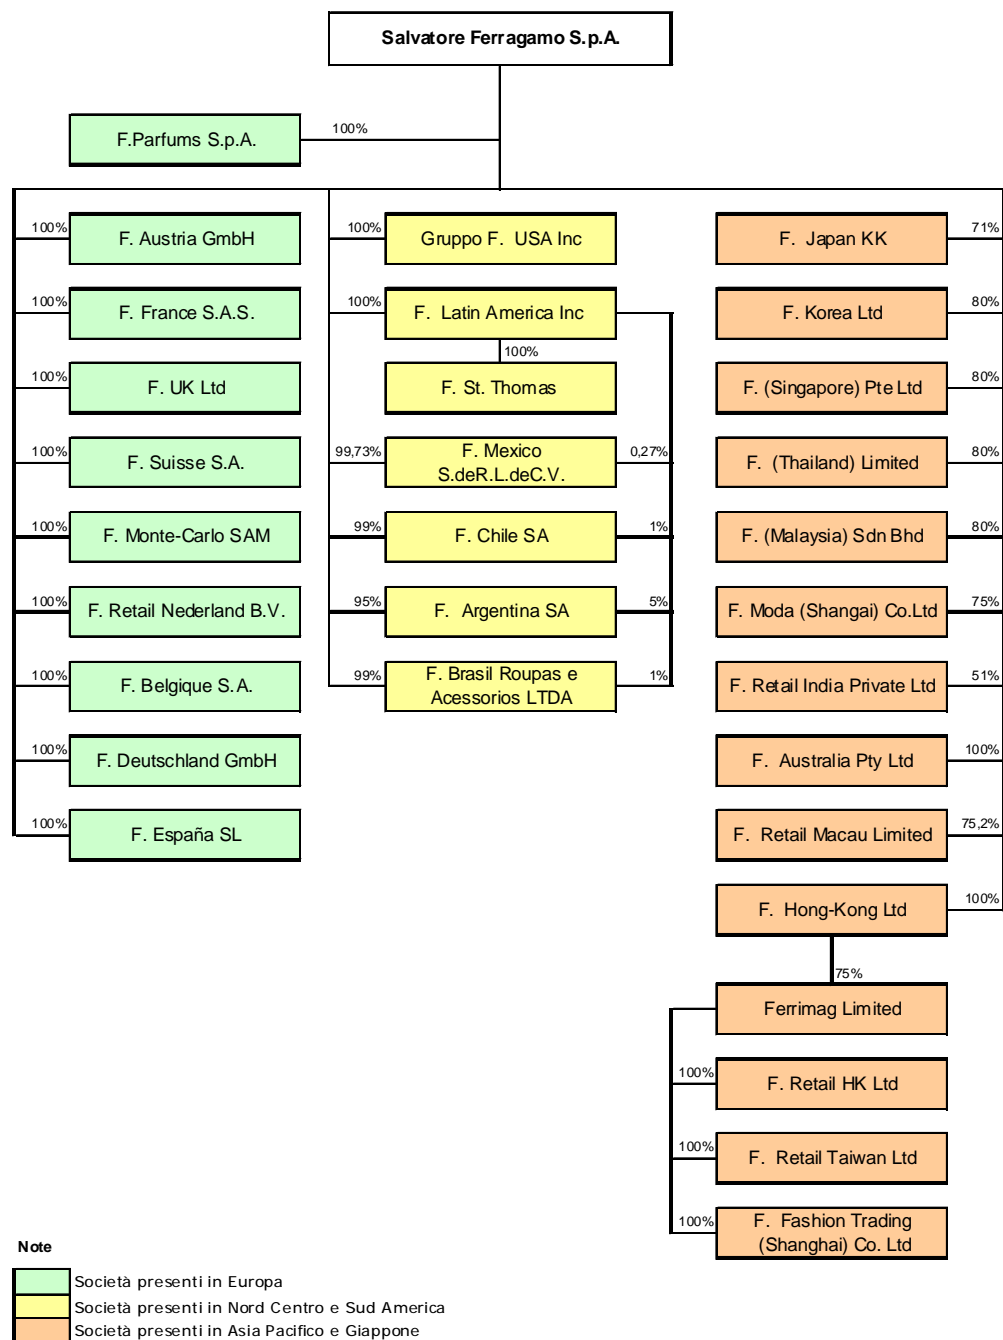 Salvatore Ferragamo S.p.A.
F.Parfums S.p.A.
100%
100%
F. Austria GmbH
100%
Gruppo F. USA Inc
F. Japan KK
71%
100%
F. France S.A.S.
100%
F. Latin America Inc
F. Korea Ltd
80%
100%
100%
F. UK Ltd
F. St. Thomas
F. (Singapore) Pte Ltd
80%
100%
F. Suisse S.A.
99,73%
F. Mexico
S.deR.L.deC.V.
0,27%
F. (Thailand) Limited
80%
100%
F. Monte-Carlo SAM
99%
F. Chile SA
1%
F. (Malaysia) Sdn Bhd
80%
100%
F. Retail Nederland B.V.
95%
F. Argentina SA
5%
F. Moda (Shangai) Co.Ltd
75%
100%
F. Belgique S.A.
99%
F. Brasil Roupas e
Acessorios LTDA
1%
F. Retail India Private Ltd
51%
100%
F. Deutschland GmbH
F. Australia Pty Ltd
100%
100%
F. España SL
F. Retail Macau Limited
75,2%
F. Hong-Kong Ltd
100%
75%
Ferrimag Limited
100%
F. Retail HK Ltd
100%
F. Retail Taiwan Ltd
100%
F. Fashion Trading
(Shanghai) Co. Ltd
Note
Società presenti in Europa
Società presenti in Nord Centro e Sud America
Società presenti in Asia Pacifico e Giappone